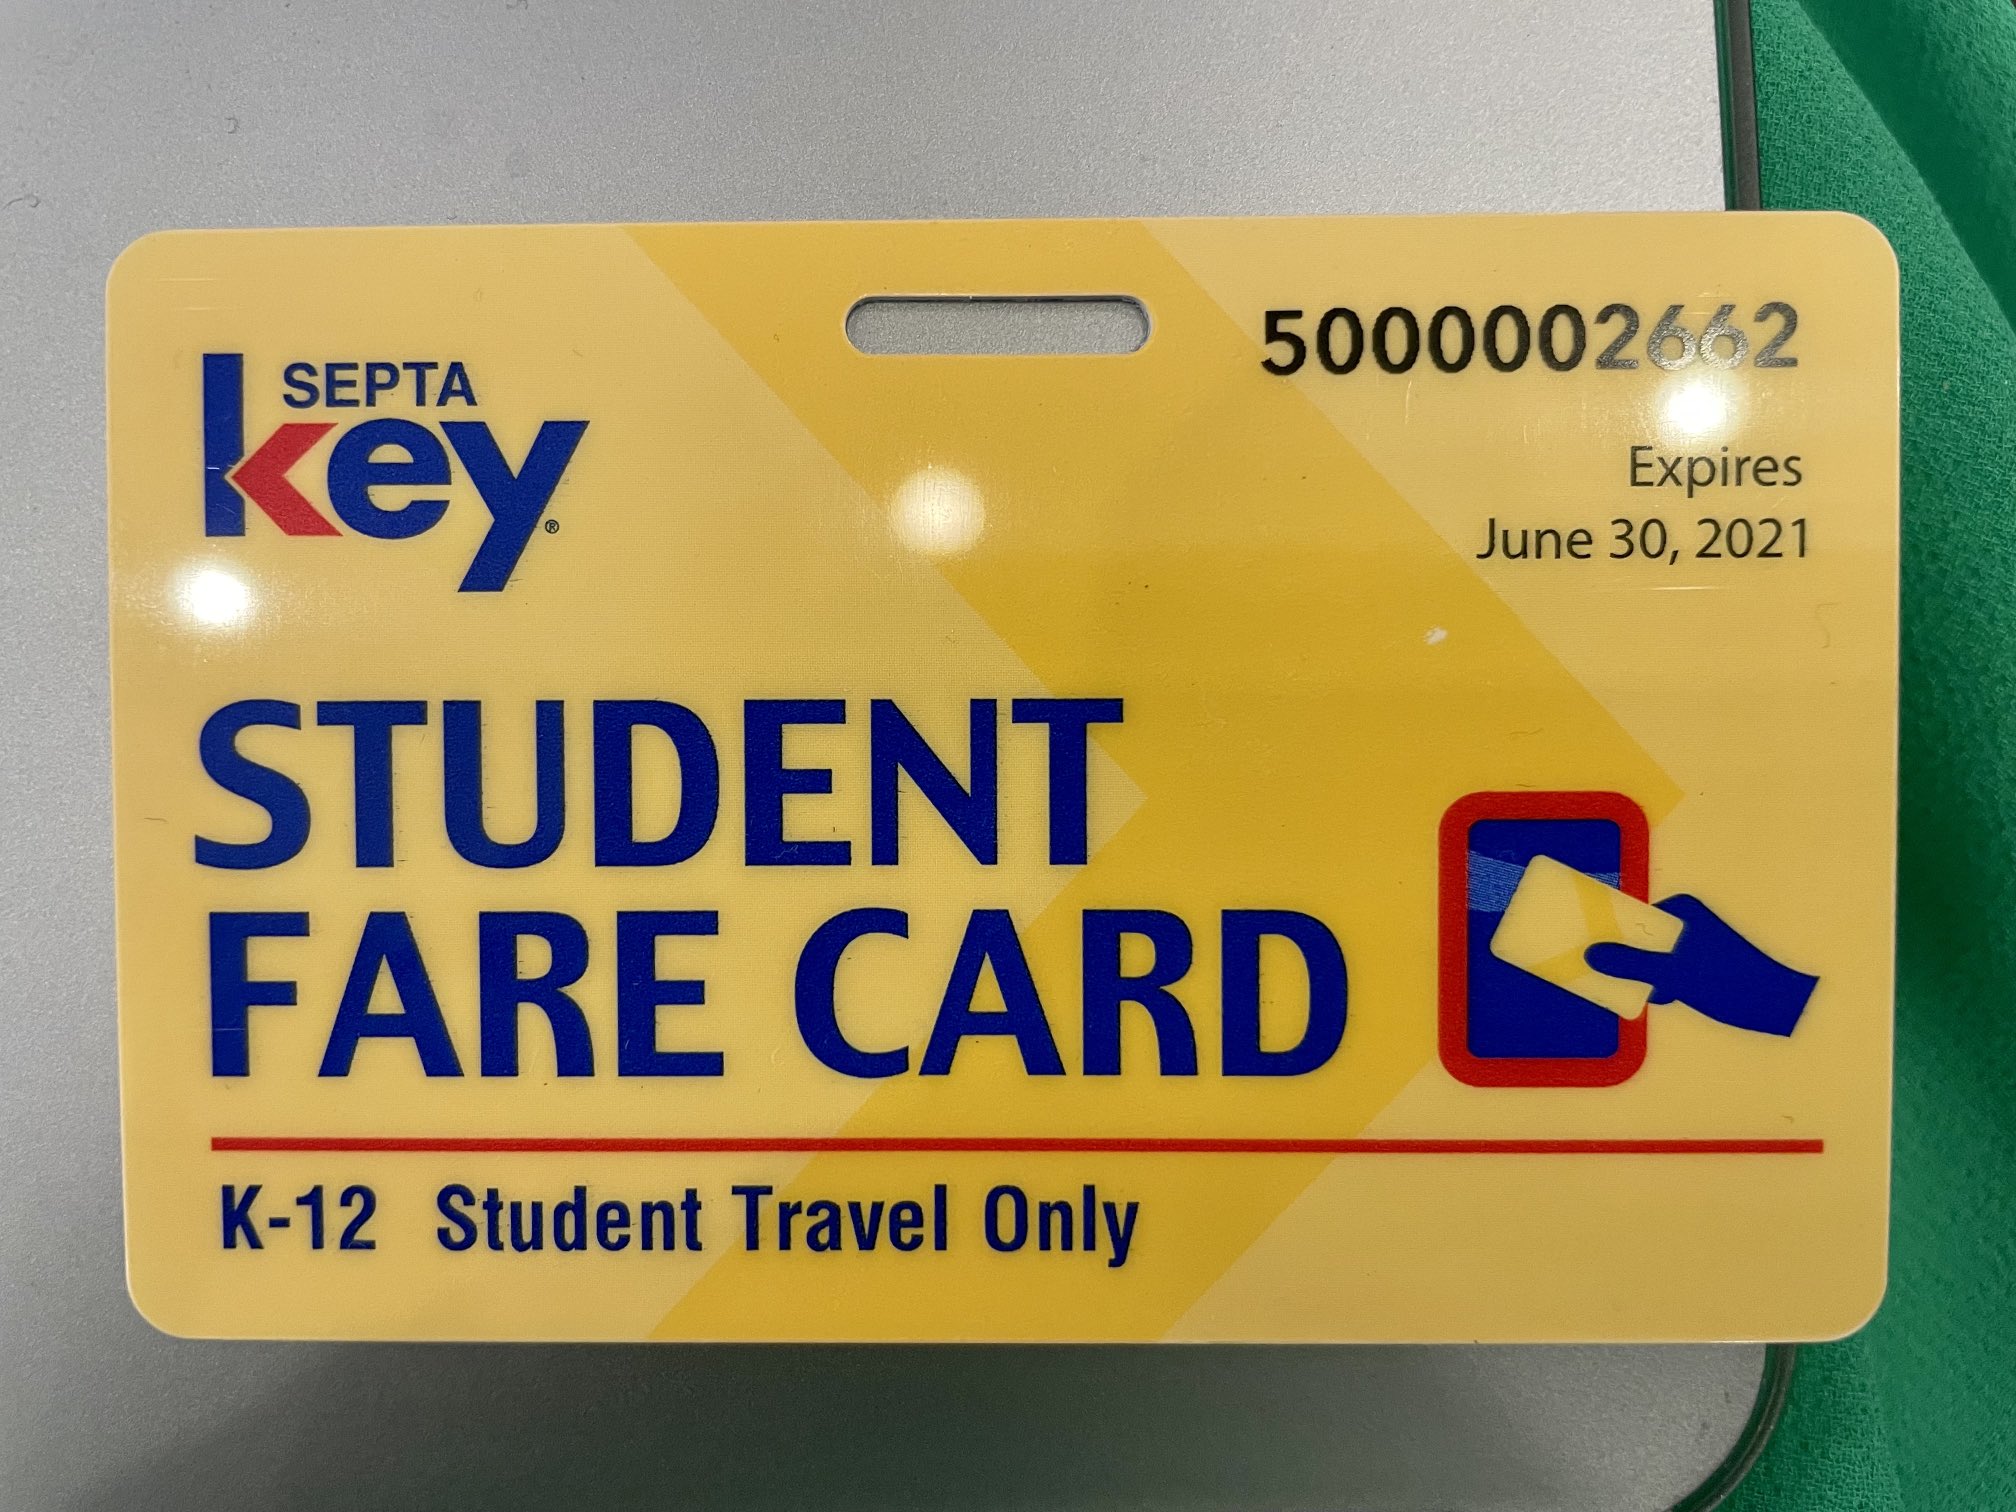 5000002662
SEPTA
key®
Expires
June 30, 2021
STUDENT
FARE CARD
K-12 Student Travel Only